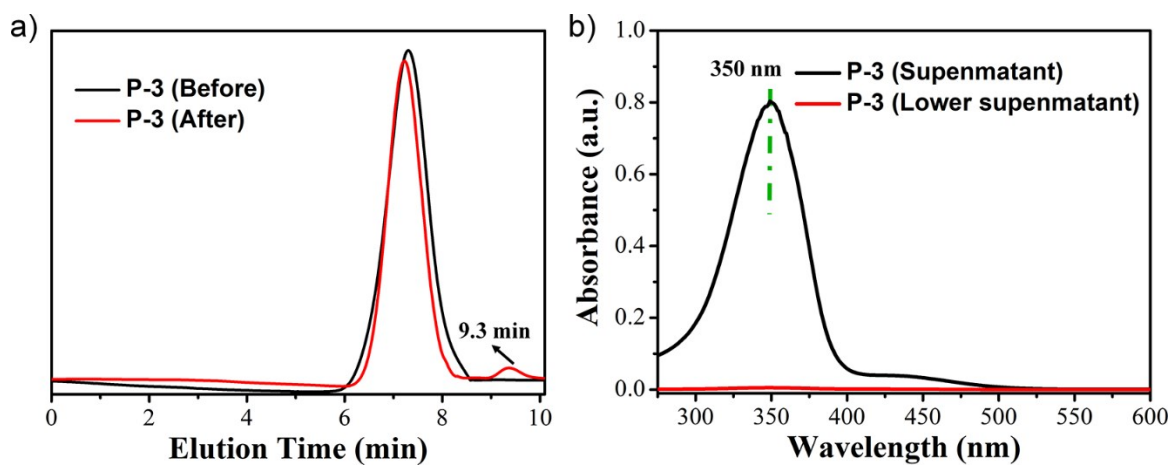 a)
P-3 (Before)
P-3 (After)
9.3 min
0 2 4 6 8 10
Elution Time (min)
b)
1.0
0.8
0.6
0.4
0.2
0.0
Absorbance (a.u.)
350 nm
P-3 (Supenmatant)
P-3 (Lower supenmatant)
300 350 400 450 500 550 600
Wavelength (nm)